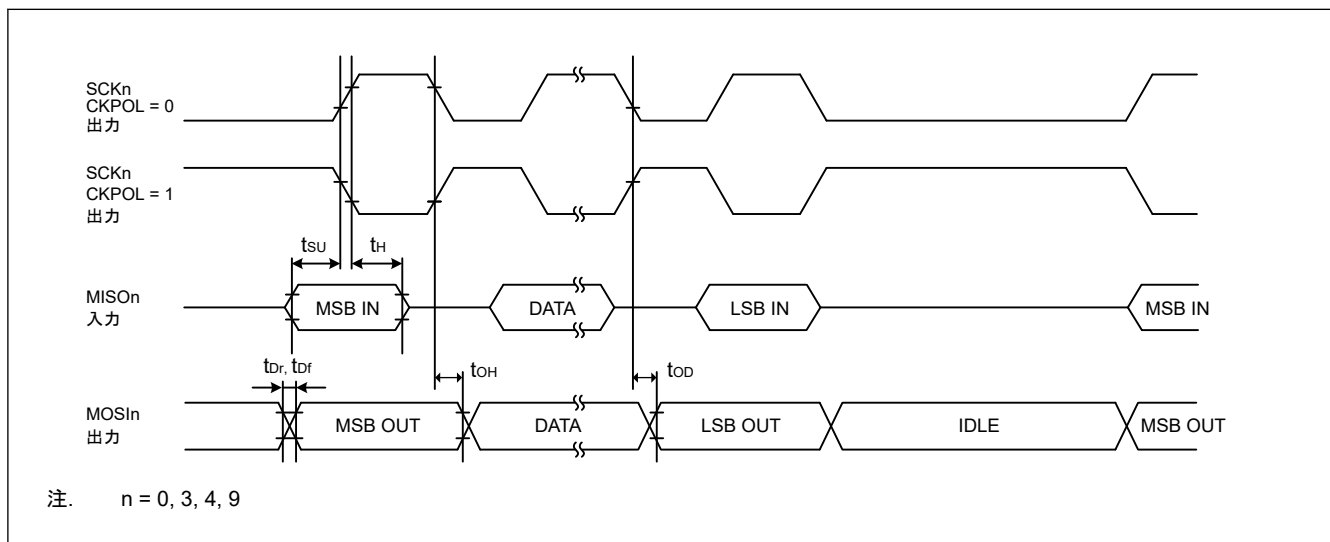 SCKn
CKPOL = 0
出力
SCKn
CKPOL = 1
出力
tSU
tH
MISOn
入力
MSB IN
DATA
LSB IN
MSB IN
tDr, tDf
tOH
tOD
MOSIn
出力
MSB OUT
DATA
LSB OUT
IDLE
MSB OUT
注. n = 0, 3, 4, 9